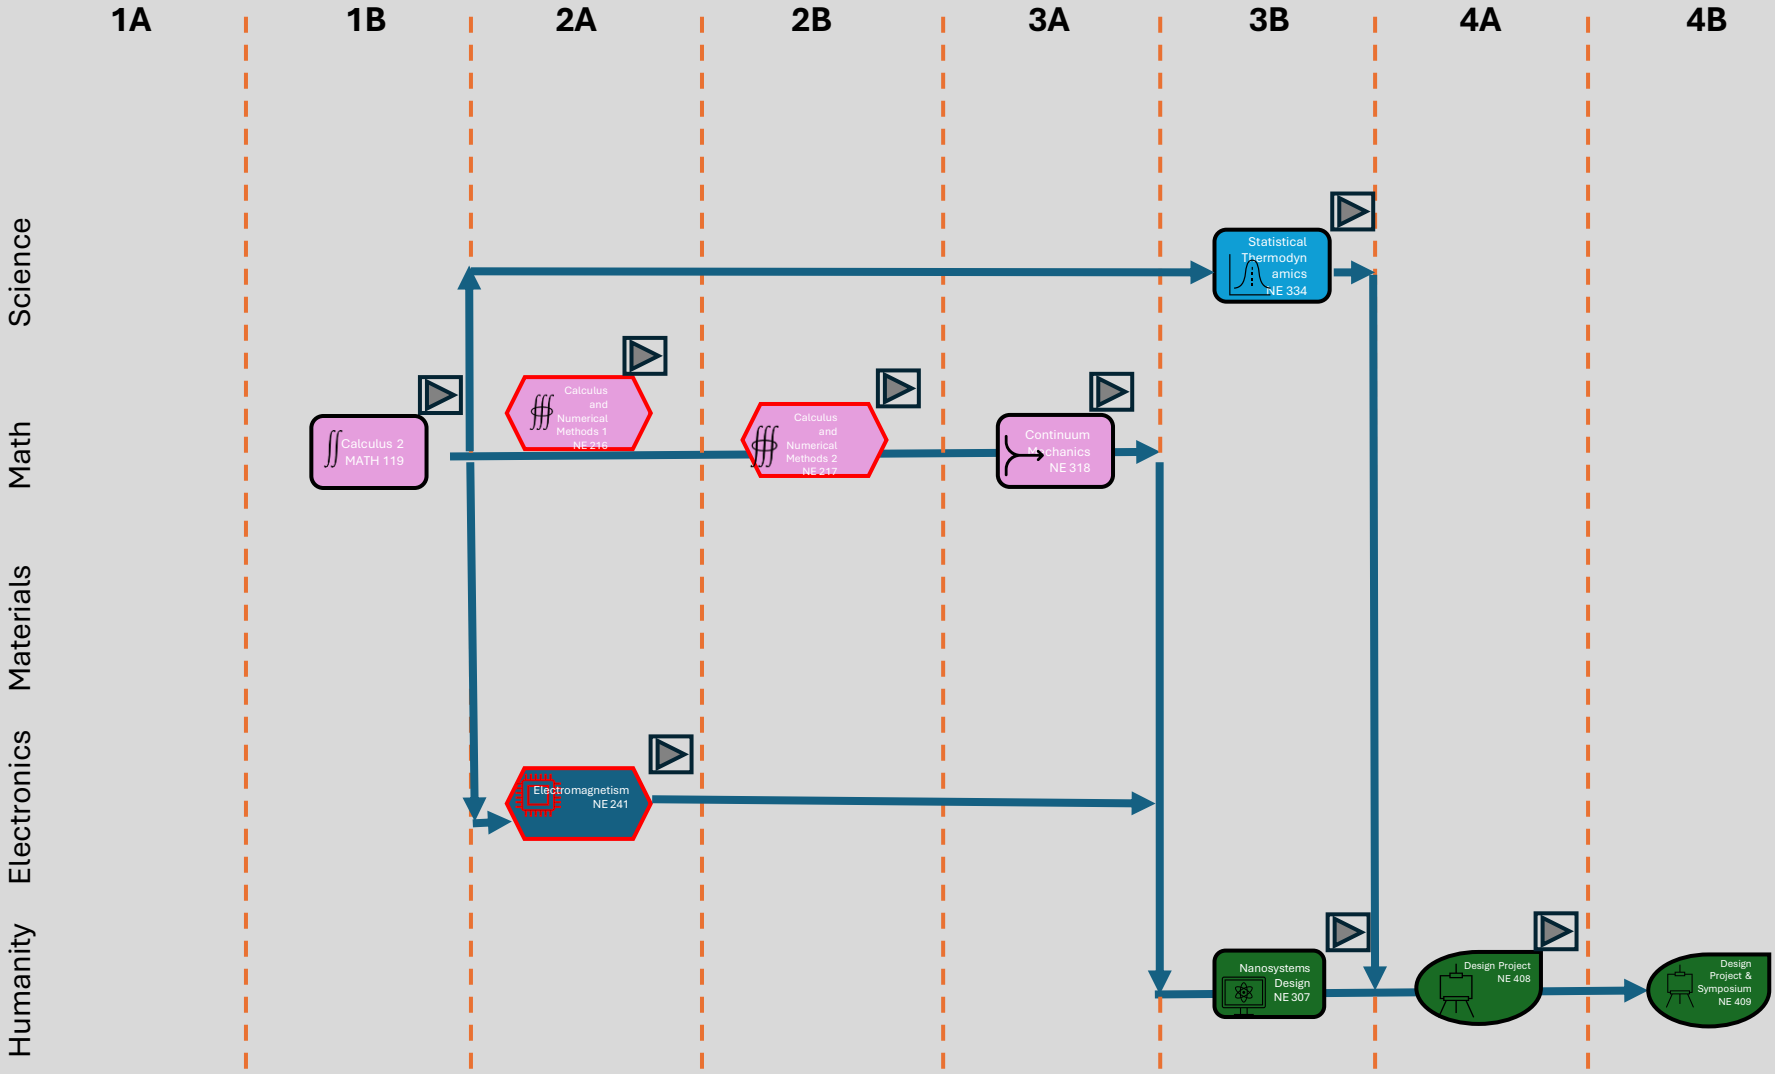 1A
1B
2A
2B
3A
3B
4A
4B
Science
Math
Materials
Electronics
Humanity
Statistical
Thermodyn
amics
NE 334
Calculus 2
MATH 119
Calculus
and
Numerical
Methods 1
NE 216
Calculus
and
Numerical
Methods 2
NE 217
Continuum
Mechanics
NE 318
Electromagnetism
NE 241
Nanosystems
Design
NE 307
Design Project
NE 408
Design
Project &
Symposium
NE 409